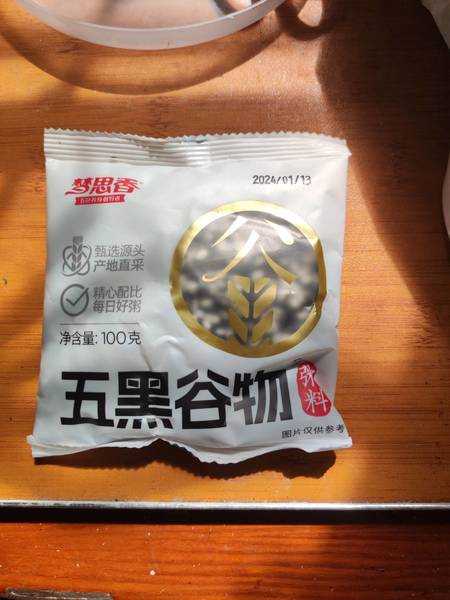 梦思香
2024/01/13
甄选源头
产地直采
精心配比
每日好粥
净含量: 100克
五黑谷物
粥料
图片仅供参考